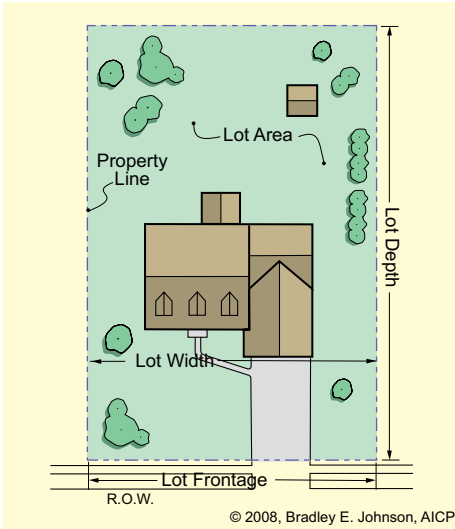 Lot Area
Property
Line
Lot Depth
Lot Width
Lot Frontage
R.O.W.
© 2008, Bradley E. Johnson, AICP